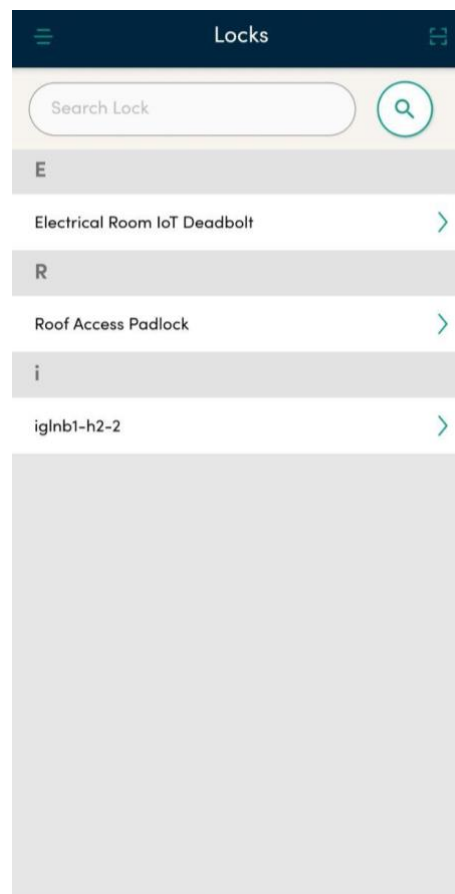 Locks
Search Lock
E
Electrical Room IoT Deadbolt
R
Roof Access Padlock
i
iglnb1-h2-2